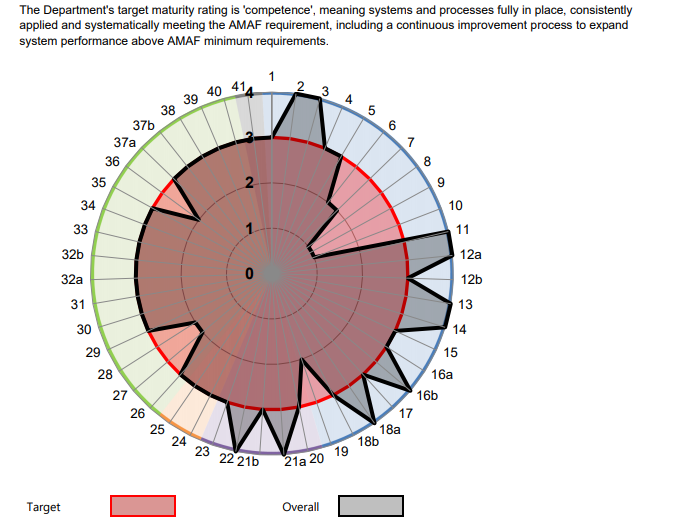 The Department's target maturity rating is 'competence', meaning systems and processes fully in place, consistently
applied and systematically meeting the AMAF requirement, including a continuous improvement process to expand
system performance above AMAF minimum requirements.
1
2
3
4
5
6
7
8
9
10
11
12a
12b
13
14
15
16a
16b
17
18a
18b
19
20
21a
21b
22
23
24
25
26
27
28
29
30
31
32a
32b
33
34
35
36
37a
37b
38
39
40
41
4
3
2
1
0
Target
Overall